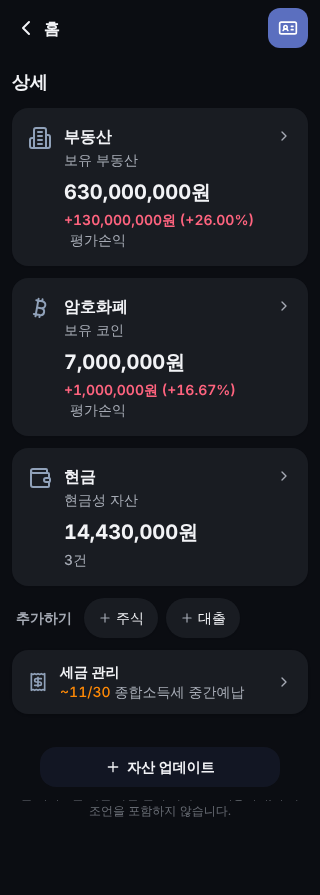 홈
상세
부동산
보유 부동산
630,000,000원
+130,000,000원 (+26.00%)
평가손익
암호화폐
보유 코인
7,000,000원
+1,000,000원 (+16.67%)
평가손익
현금
현금성 자산
14,430,000원
3건
추가하기 + 주식 + 대출
세금 관리
~11/30 종합소득세 중간예납
+ 자산 업데이트
조언을 포함하지 않습니다.